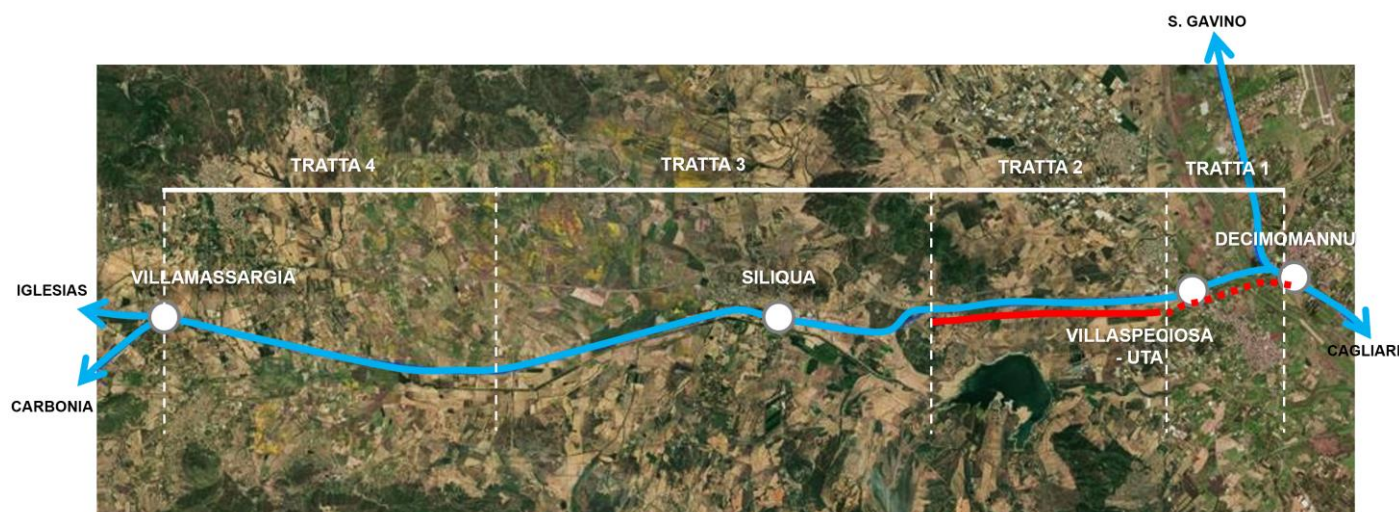 S. GAVINO
TRATTA 4
TRATTA 3
TRATTA 2
TRATTA 1
DECIMOMANNU
VILLAMASSARGIA
SILIQUA
IGLESIAS
VILLASPECIOSA
- UTA
CAGLIARI
CARBONIA